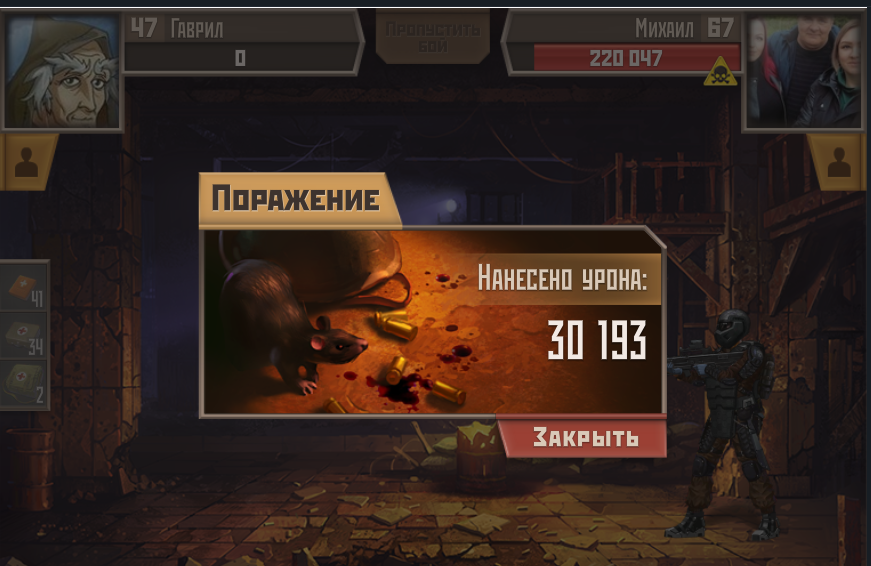 47 Гаврил
0
Пропустить
бой
Михаил 67
220 047
Поражение
Нанесено урона:
30 193
41
34
2
Закрыть